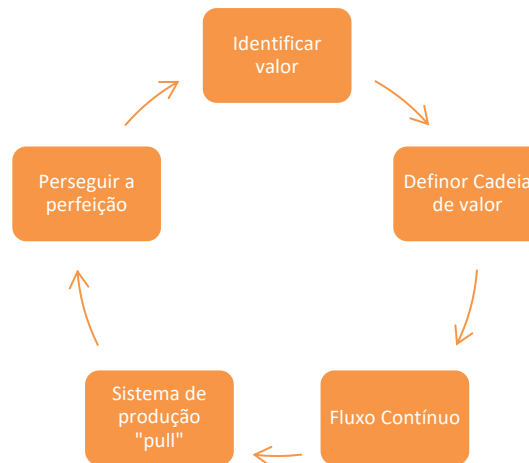 Identificar
valor
Definor Cadeia
de valor
Fluxo Contínuo
Sistema de
produção
"pull"
Perseguir a
perfeição